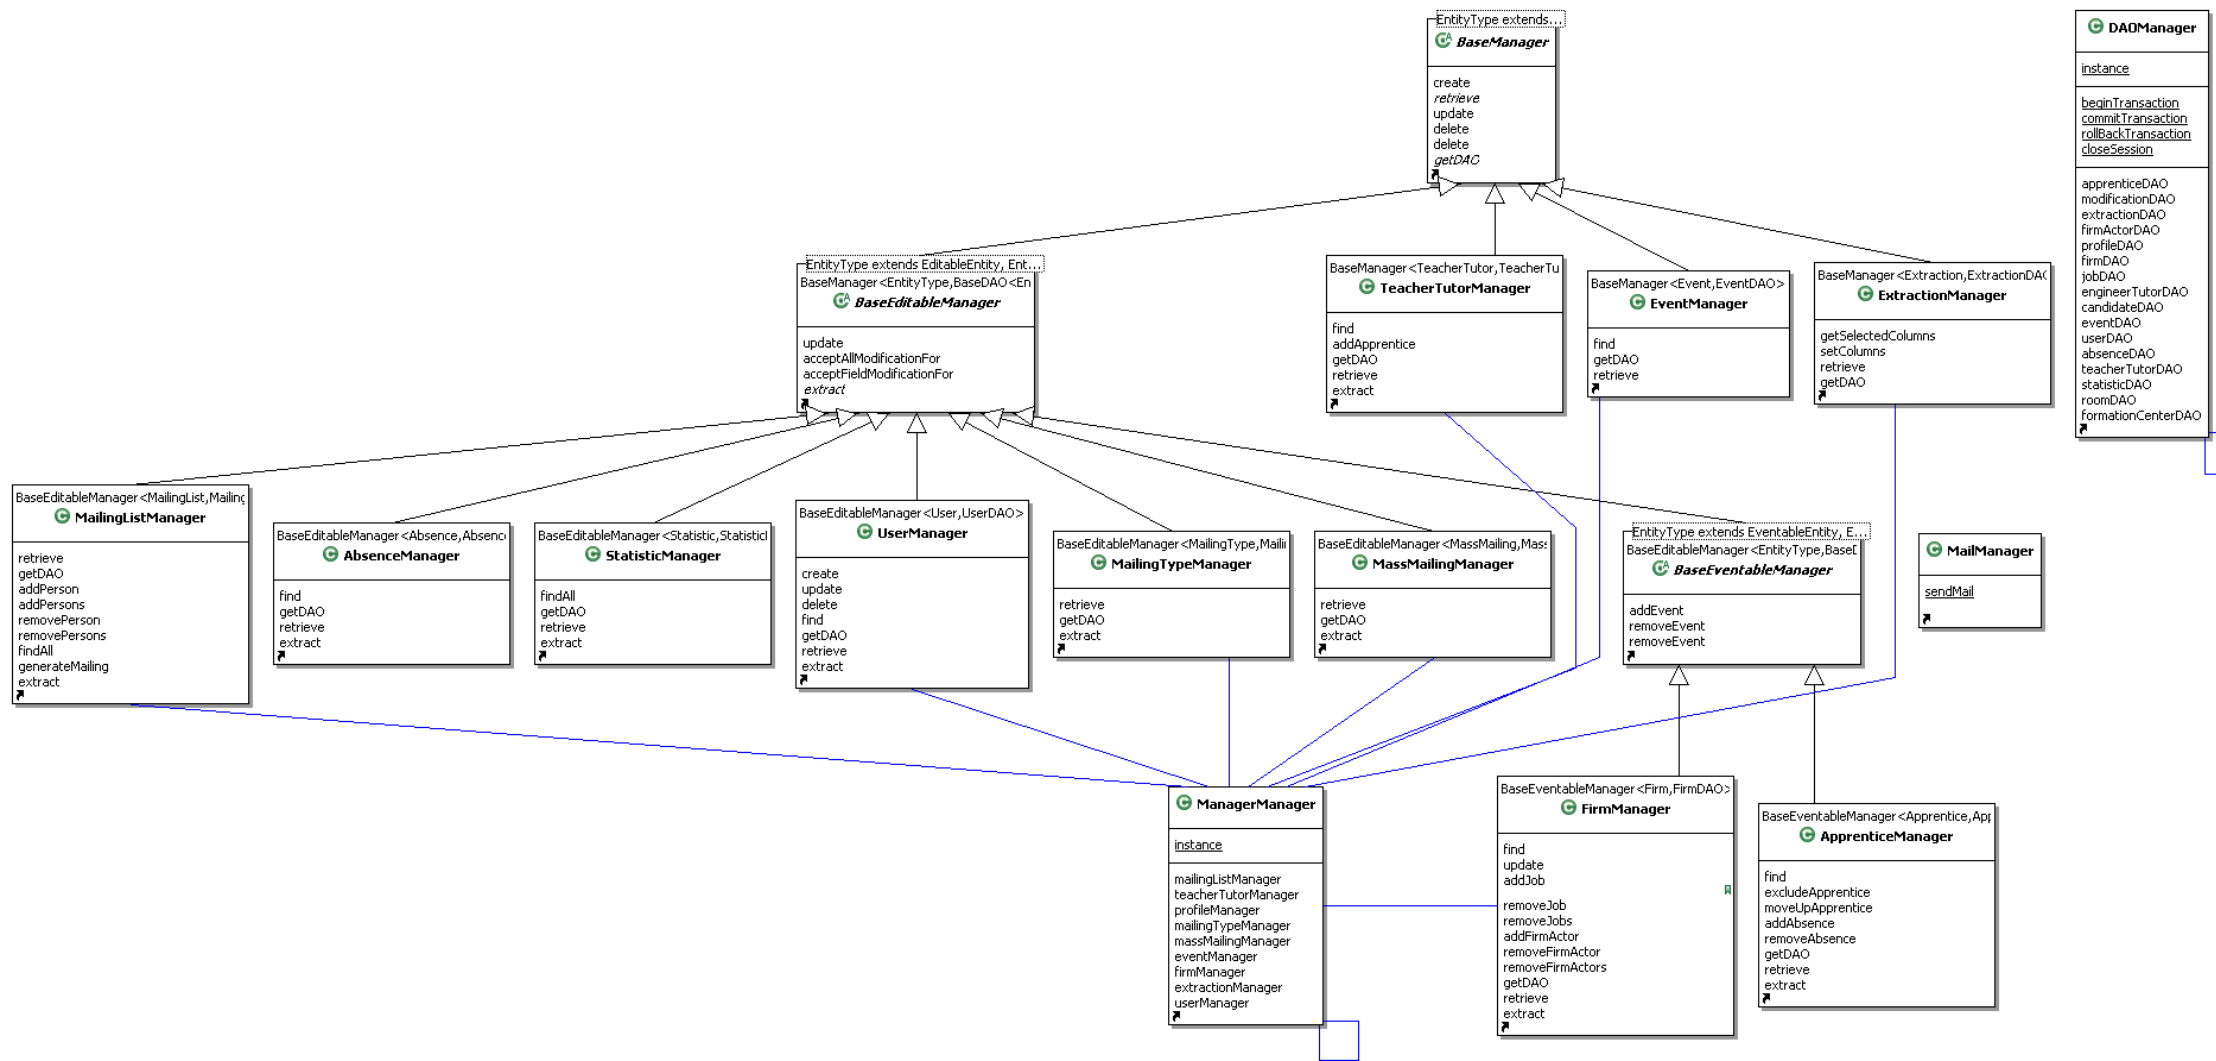 EntityType extends...
BaseManager
create
retrieve
update
delete
delete
getDAO
DAOManager
instance
beginTransaction
commitTransaction
rollBackTransaction
closeSession
apprenticeDAO
modificationDAO
extractionDAO
firmActorDAO
profileDAO
firmDAO
jobDAO
engineerTutorDAO
candidateDAO
eventDAO
userDAO
absenceDAO
teacherTutorDAO
statisticDAO
roomDAO
formationCenterDAO
EntityType extends EditableEntity, Ent...
BaseManager<EntityType,BaseDAO<En
BaseEditableManager
update
acceptAllModificationFor
acceptFieldModificationFor
extract
BaseManager<TeacherTutor,TeacherTu
TeacherTutorManager
find
addApprentice
getDAO
retrieve
extract
BaseManager<Event,EventDAO>
EventManager
find
getDAO
retrieve
BaseManager<Extraction,ExtractionDAO
ExtractionManager
getSelectedColumns
setColumns
retrieve
getDAO
BaseEditableManager<MailingList,Mailing
MailingListManager
retrieve
getDAO
addPerson
addPersons
removePerson
removePersons
findAll
generateMailing
extract
BaseEditableManager<Absence,Absenc
AbsenceManager
find
getDAO
retrieve
extract
BaseEditableManager<Statistic,Statistic
StatisticManager
findAll
getDAO
retrieve
extract
BaseEditableManager<User,UserDAO>
UserManager
create
update
delete
find
getDAO
retrieve
extract
BaseEditableManager<MailingType,Maili
MailingTypeManager
retrieve
getDAO
extract
BaseEditableManager<MassMailing,Mass
MassMailingManager
retrieve
getDAO
extract
EntityType extends EventableEntity, E...
BaseEditableManager<EntityType,BaseD
BaseEventableManager
addEvent
removeEvent
removeEvent
MailManager
sendMail
ManagerManager
instance
mailingListManager
teacherTutorManager
profileManager
mailingTypeManager
massMailingManager
eventManager
firmManager
extractionManager
userManager
BaseEventableManager<Firm,FirmDAO>
FirmManager
find
update
addJob
removeJob
removeJobs
addFirmActor
removeFirmActor
removeFirmActors
getDAO
retrieve
extract
BaseEventableManager<Apprentice,App
ApprenticeManager
find
excludeApprentice
moveUpApprentice
addAbsence
removeAbsence
getDAO
retrieve
extract